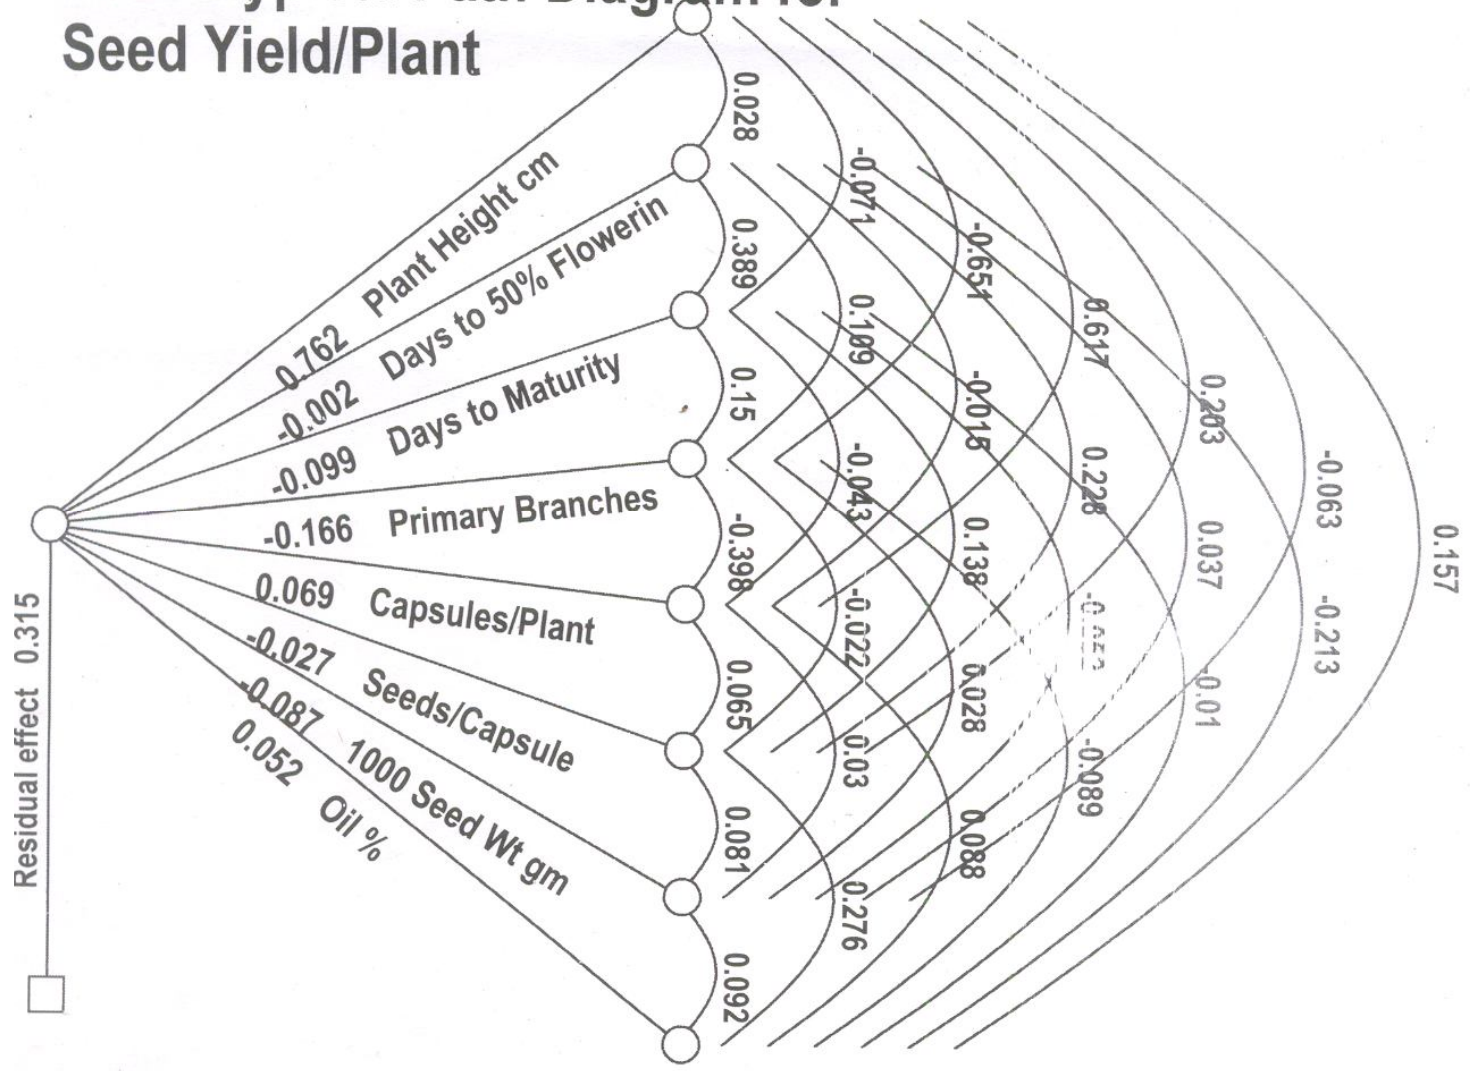 Seed Yield/Plant
0.762 Plant Height cm
-0.002 Days to 50% Flowerin
-0.099 Days to Maturity
-0.166 Primary Branches
0.069 Capsules/Plant
-0.027 Seeds/Capsule
-0.087 1000 Seed Wt gm
0.052 Oil %
Residual effect 0.315
0.028
0.389
0.15
-0.398
0.065
0.081
0.092
-0.071
0.109
-0.043
-0.022
0.03
0.276
-0.651
-0.015
0.138
0.028
0.088
0.617
0.228
-0.089
0.203
0.037
-0.01
-0.063
-0.213
0.157